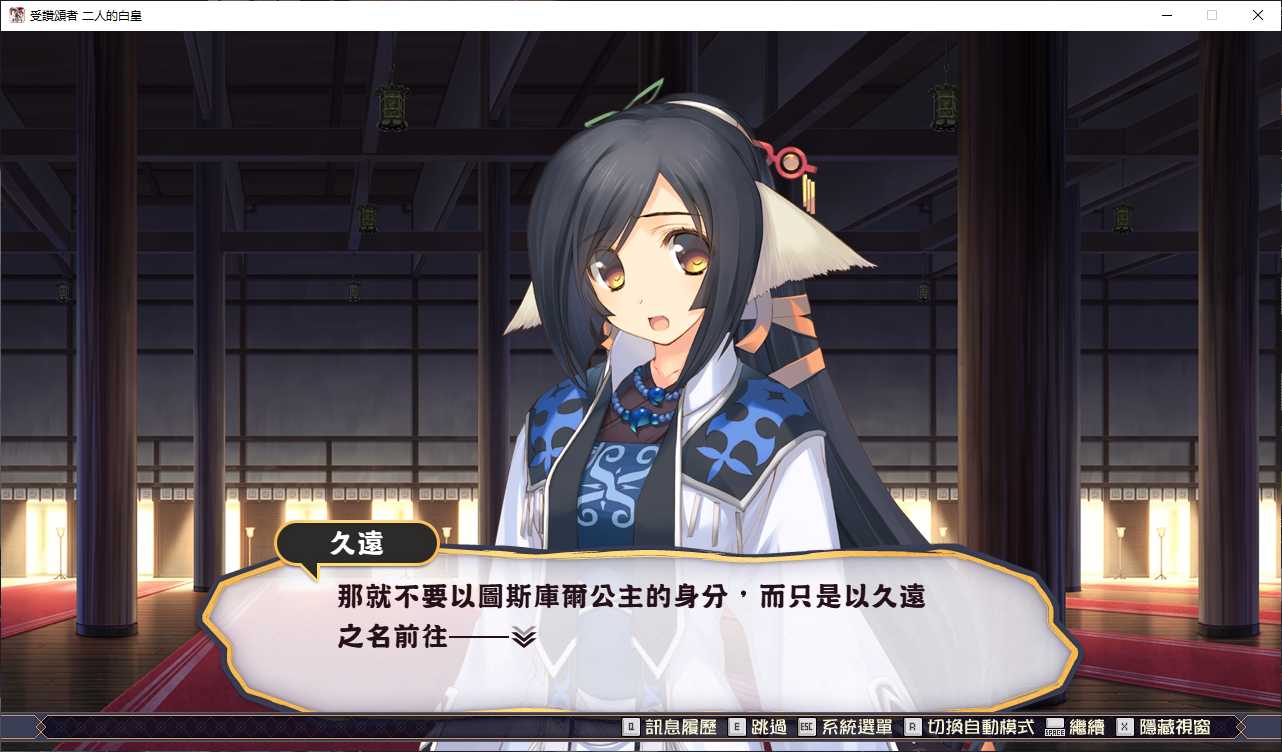 受讚頌者 二人的白皇
久遠
那就不要以圖斯庫爾公主的身分，而只是以久遠
之名前往——
Q 訊息履歷 E 跳過 ESC 系統選單 R 切換自動模式 SPACE 繼續 X 隱藏視窗